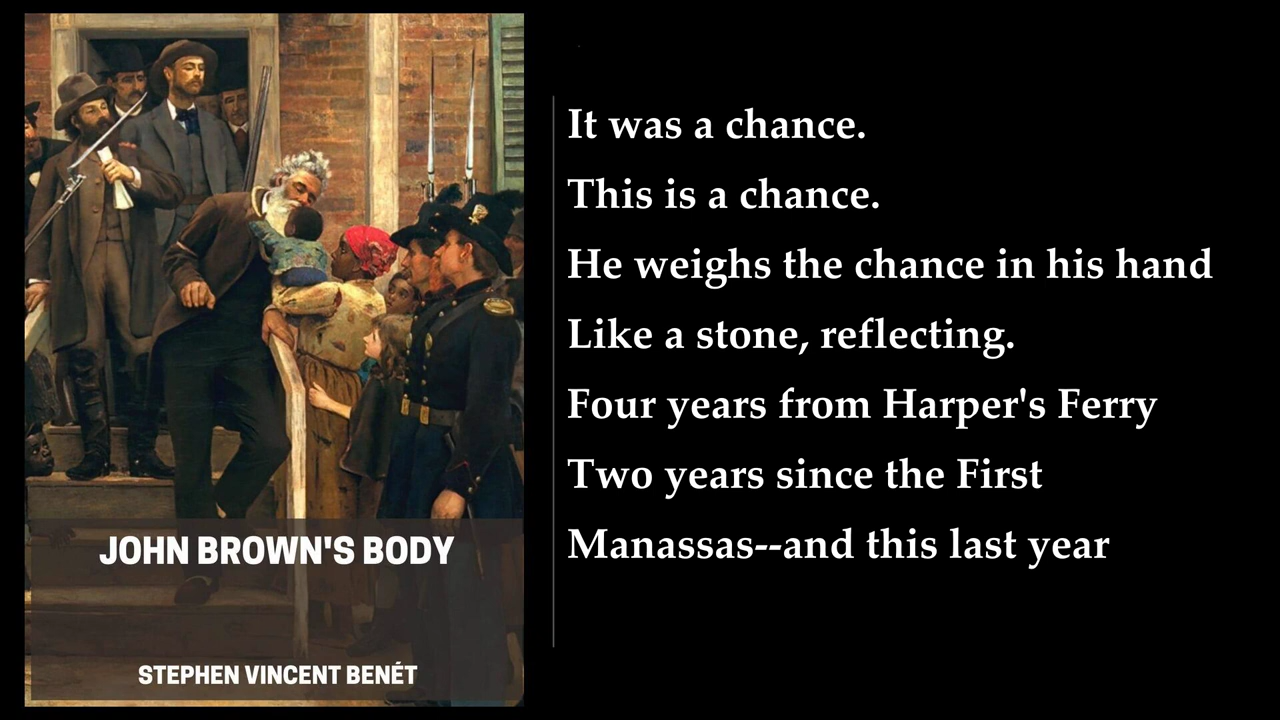 JOHN BROWN'S BODY
STEPHEN VINCENT BENÉT
It was a chance.
This is a chance.
He weighs the chance in his hand
Like a stone, reflecting.
Four years from Harper's Ferry
Two years since the First
Manassas--and this last year